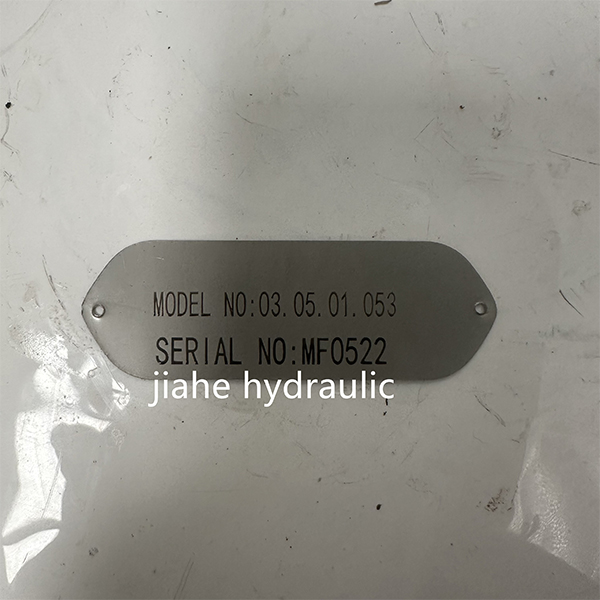 MODEL NO:03.05.01.053
SERIAL NO:MF0522
jiahe hydraulic